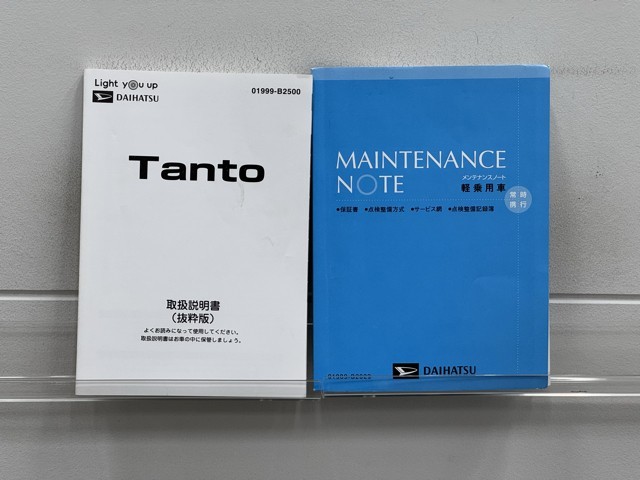 Light you up
DAIHATSU
01999-B2500
Tanto
取扱説明書
(抜粋版)
よくお読みになって使用してください。
取扱説明書はお車の中に保管しましょう。
MAINTENANCE
NOTE
メンテナンスノート
軽乗用車
常時
携行
●保証書 ●点検整備方式 ●サービス網 ●点検整備記録簿
DAIHATSU